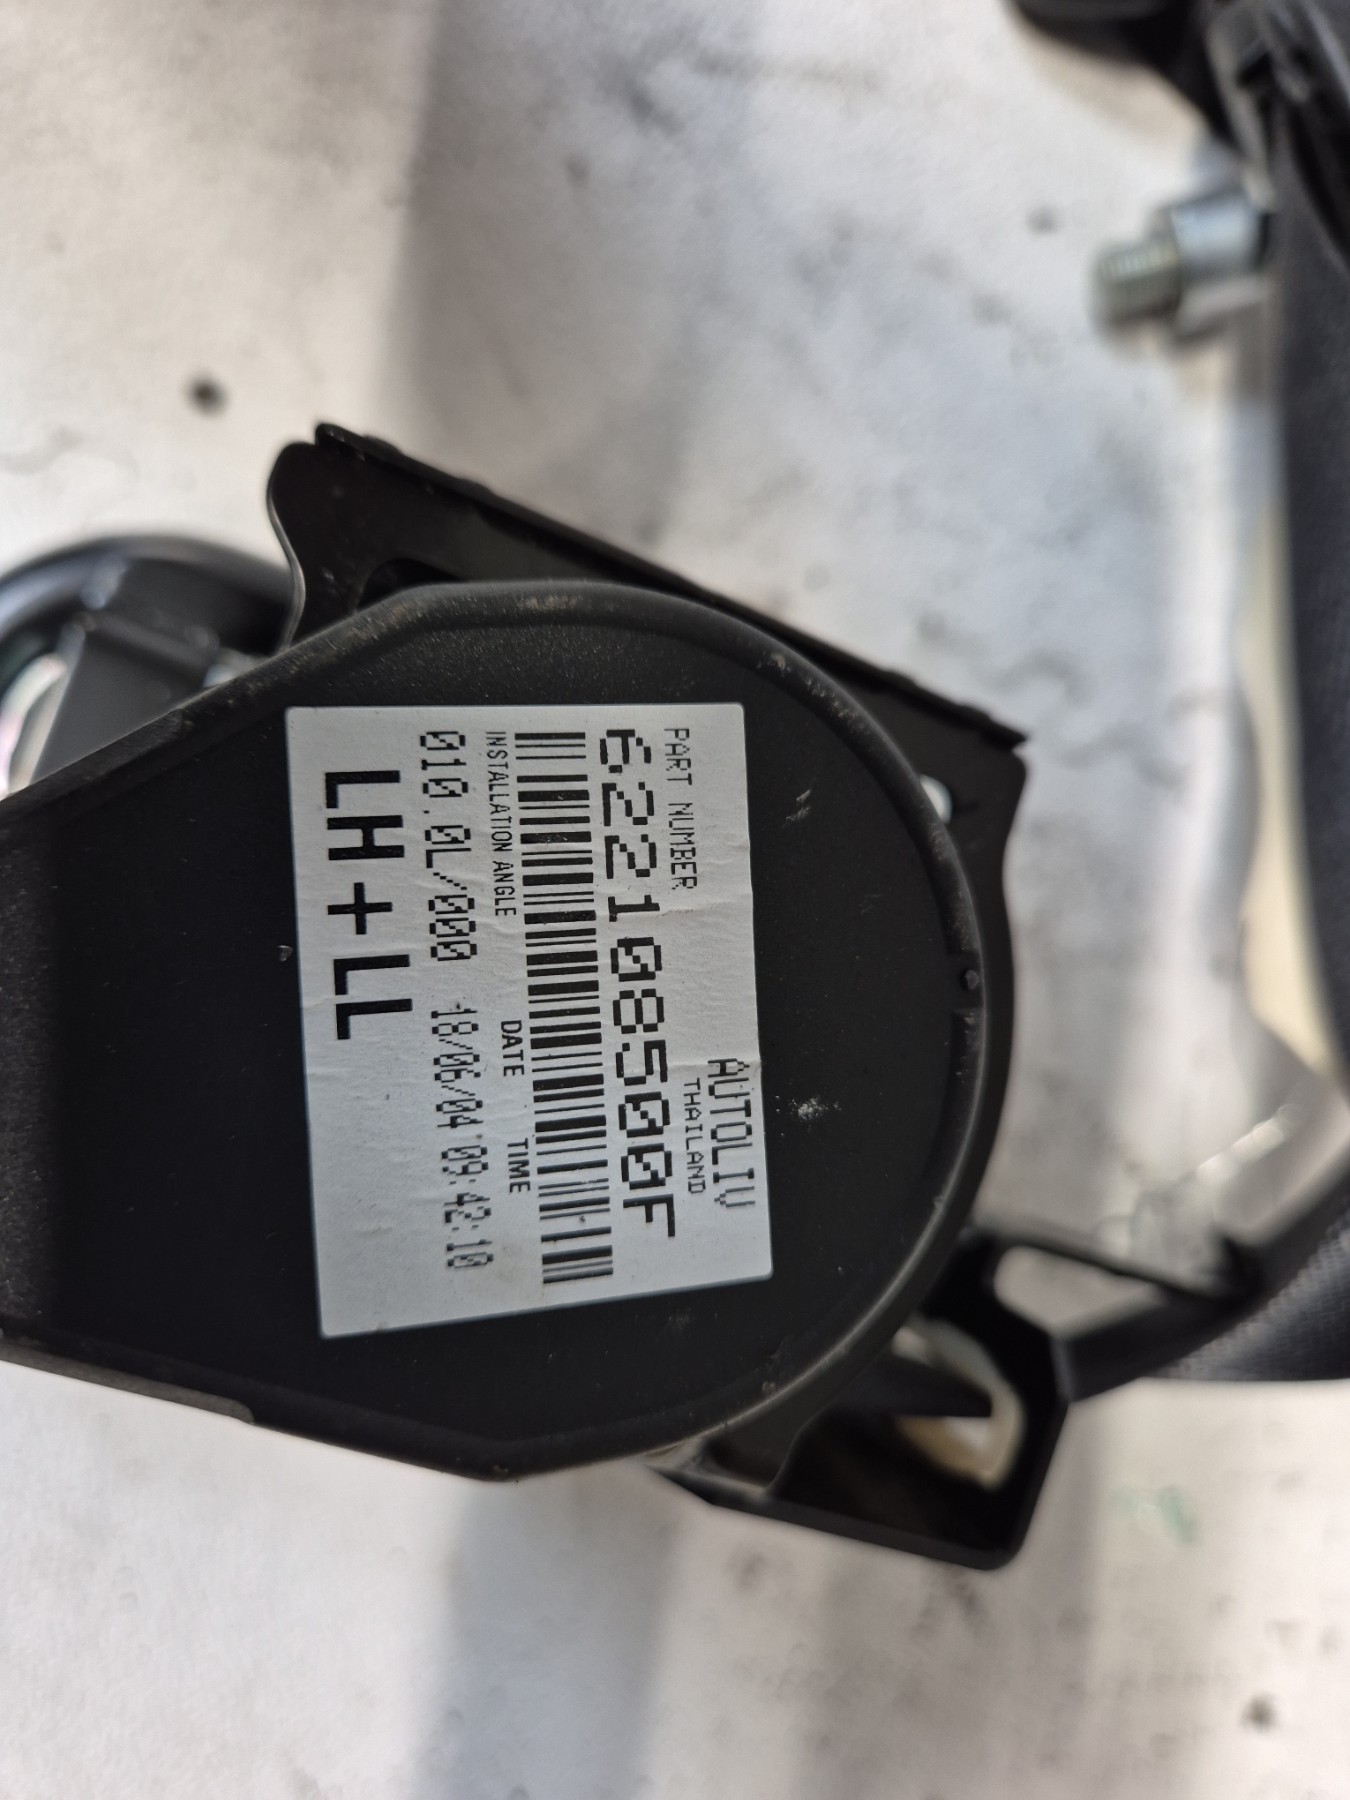 AUTOLIV
PART NUMBER THAILAND
622108500F
INSTALLATION ANGLE DATE TIME
010.0L/000 18/06/04 09:42:10
LH+LL